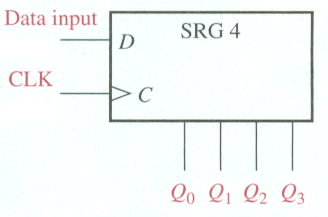 Data input
D
SRG 4
CLK
C
Q0 Q1 Q2 Q3